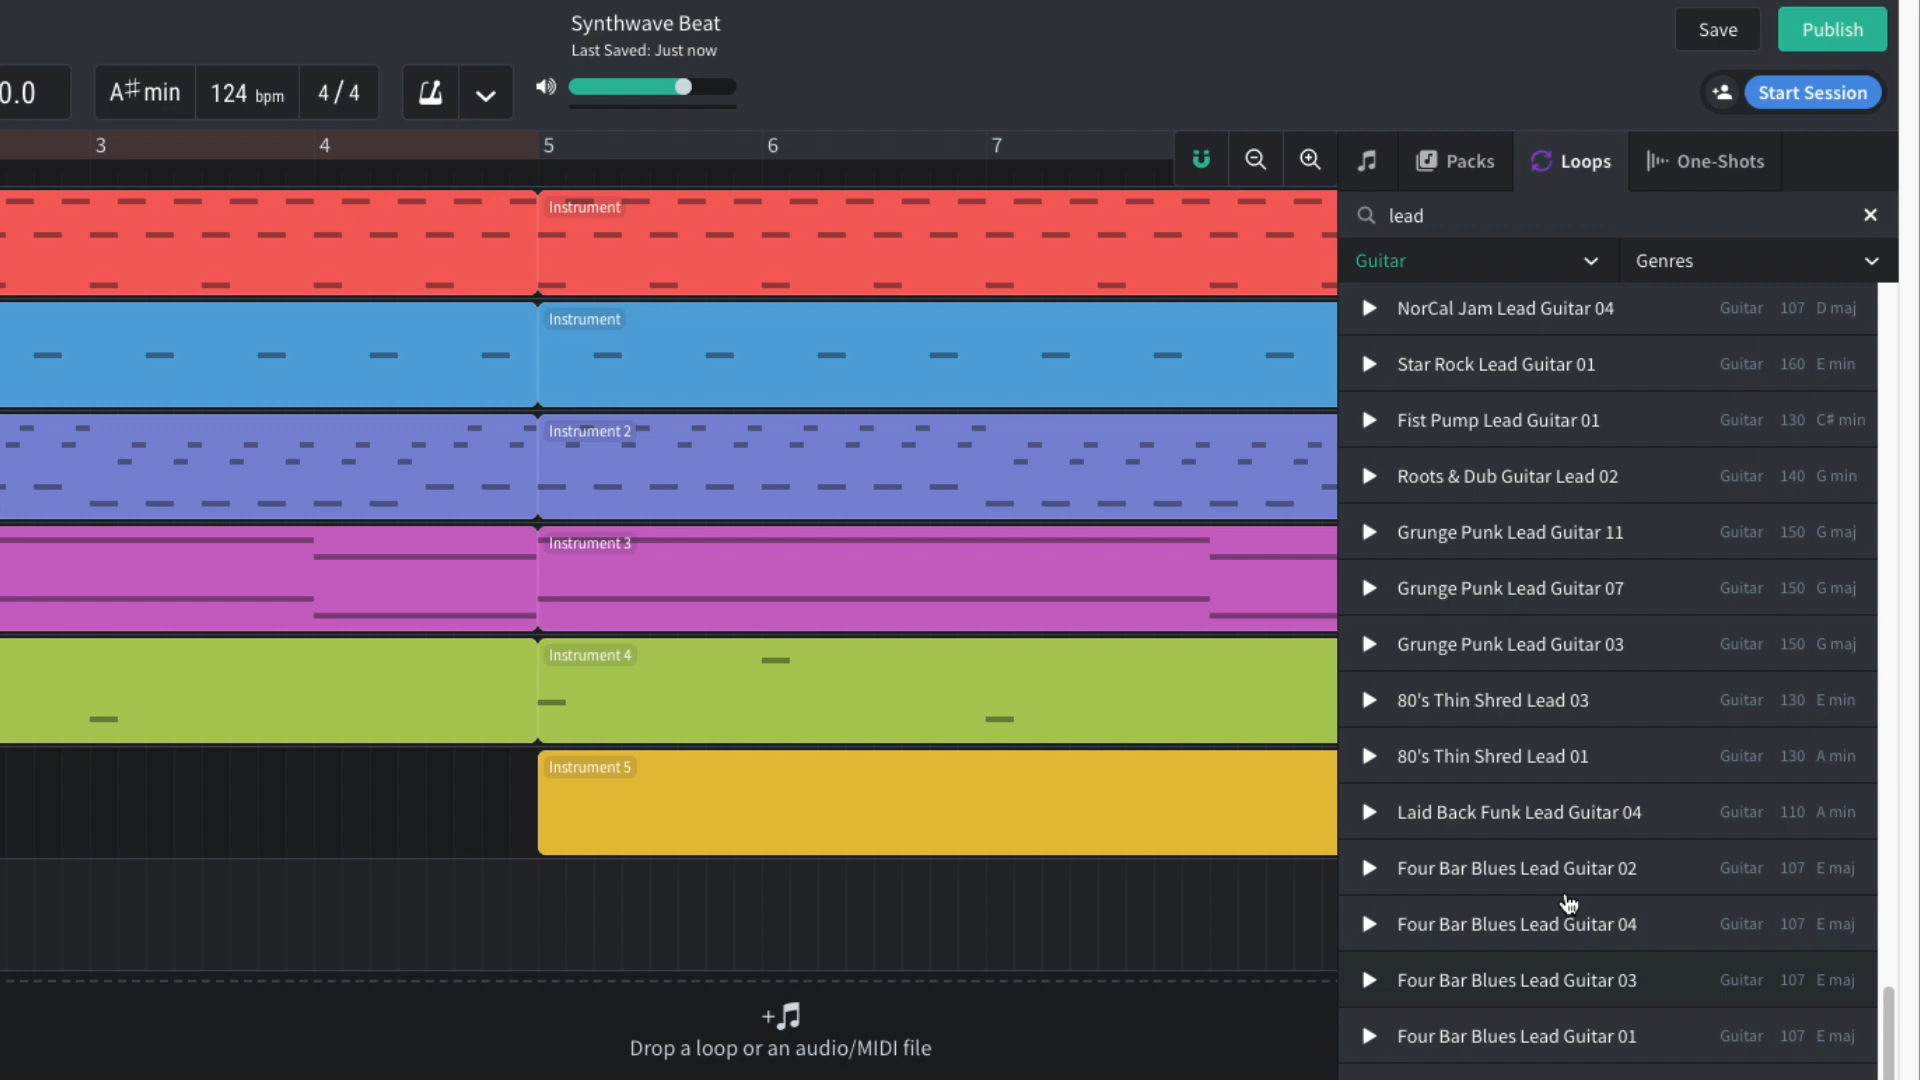 Synthwave Beat
Last Saved: Just now
Save
Publish
0.0
A♯min
124 bpm
4 / 4
Start Session
3
4
5
6
7
Packs
Loops
One-Shots
lead
Guitar
Genres
Instrument
Instrument
Instrument 2
Instrument 3
Instrument 4
Instrument 5
NorCal Jam Lead Guitar 04 Guitar 107 D maj
Star Rock Lead Guitar 01 Guitar 160 E min
Fist Pump Lead Guitar 01 Guitar 130 C# min
Roots & Dub Guitar Lead 02 Guitar 140 G min
Grunge Punk Lead Guitar 11 Guitar 150 G maj
Grunge Punk Lead Guitar 07 Guitar 150 G maj
Grunge Punk Lead Guitar 03 Guitar 150 G maj
80's Thin Shred Lead 03 Guitar 130 E min
80's Thin Shred Lead 01 Guitar 130 A min
Laid Back Funk Lead Guitar 04 Guitar 110 A min
Four Bar Blues Lead Guitar 02 Guitar 107 E maj
Four Bar Blues Lead Guitar 04 Guitar 107 E maj
Four Bar Blues Lead Guitar 03 Guitar 107 E maj
Four Bar Blues Lead Guitar 01 Guitar 107 E maj
Drop a loop or an audio/MIDI file